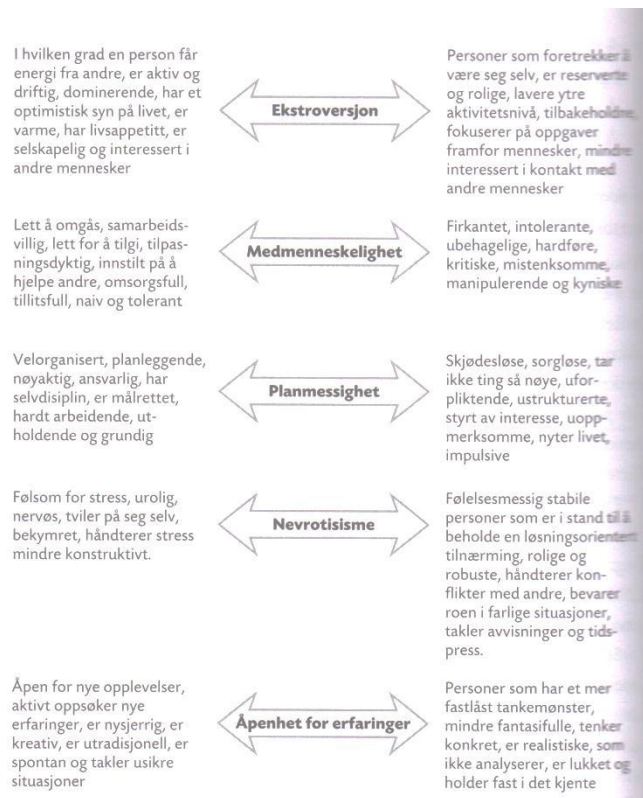 I hvilken grad en person får
energi fra andre, er aktiv og
driftig, dominerende, har et
optimistisk syn på livet, er
varme, har livsappetitt, er
selskapelig og interessert i
andre mennesker
Ekstroversjon
Personer som foretrekker å
være seg selv, er reserverte
og rolige, lavere ytre
aktivitetsnivå, tilbakeholdne,
fokuserer på oppgaver
framfor mennesker, mindre
interessert i kontakt med
andre mennesker
Lett å omgås, samarbeids-
villig, lett for å tilgi, tilpas-
ningsdyktig, innstilt på å
hjelpe andre, omsorgsfull,
tillitsfull, naiv og tolerant
Medmenneskelighet
Firkantet, intolerante,
ubehagelige, hardføre,
kritiske, mistenksomme,
manipulerende og kyniske
Velorganisert, planleggende,
nøyaktig, ansvarlig, har
selvdisiplin, er målrettet,
hardt arbeidende, ut-
holdende og grundig
Planmessighet
Skjødesløse, sorgløse, tar
ikke ting så nøye, ufor-
pliktende, ustrukturerte,
styrt av interesse, uopp-
merksomme, nyter livet,
impulsive
Følsom for stress, urolig,
nervøs, tviler på seg selv,
bekymret, håndterer stress
mindre konstruktivt.
Nevrotisisme
Følelsesmessig stabile
personer som er i stand til å
beholde en løsningsorientert
tilnærming, rolige og
robuste, håndterer kon-
flikter med andre, bevarer
roen i farlige situasjoner,
takler avvisninger og tids-
press.
Åpen for nye opplevelser,
aktivt oppsøker nye
erfaringer, er nysjerrig, er
kreativ, er utradisjonell, er
spontan og takler usikre
situasjoner
Åpenhet for erfaringer
Personer som har et mer
fastlåst tankemønster,
mindre fantasifulle, tenker
konkret, er realistiske, som
ikke analyserer, er lukket og
holder fast i det kjente